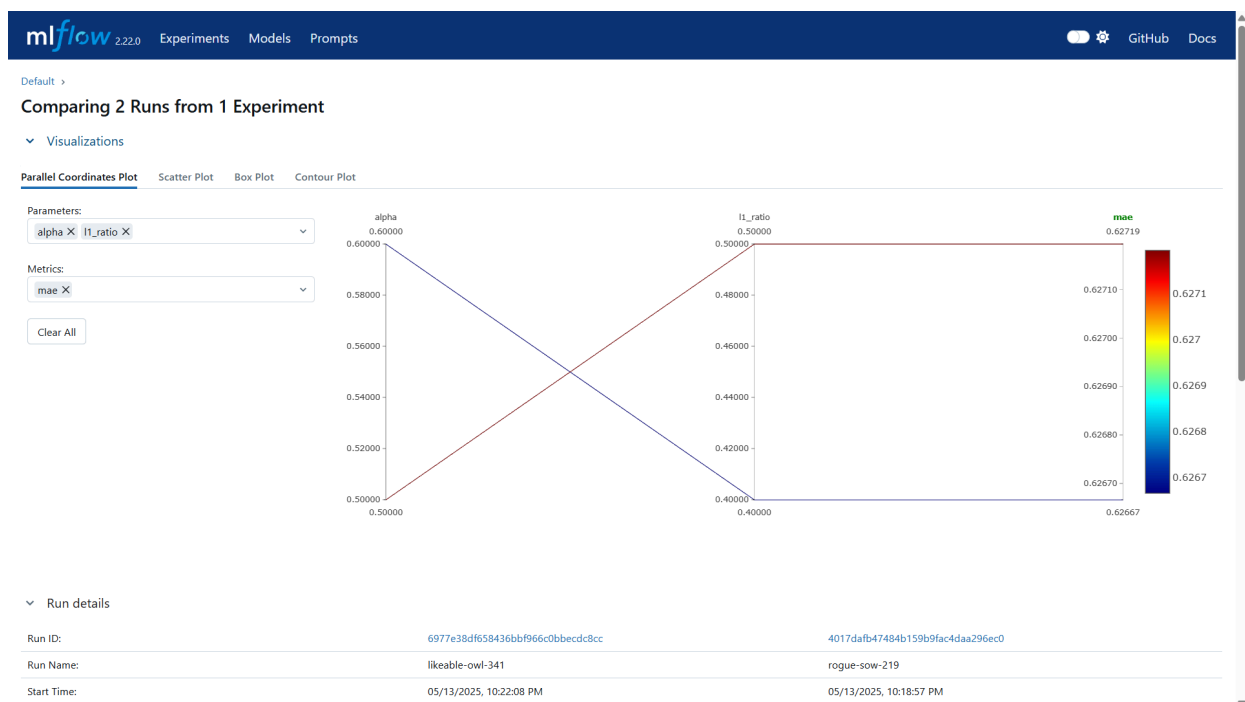 mlflow 2.22.0 Experiments Models Prompts GitHub Docs
Default ›
Comparing 2 Runs from 1 Experiment
Visualizations
Parallel Coordinates Plot Scatter Plot Box Plot Contour Plot
Parameters:
alpha l1_ratio
Metrics:
mae
Clear All
alpha l1_ratio mae
0.60000 0.50000 0.62719
0.60000 0.50000
0.58000 0.48000 0.62710 0.6271
0.56000 0.46000 0.62700 0.627
0.54000 0.44000 0.62690 0.6269
0.52000 0.42000 0.62680 0.6268
0.50000 0.40000 0.62670 0.6267
0.50000 0.40000 0.62667
Run details
Run ID: 6977e38df658436bbf966c0bbecdc8cc 4017dafb47484b159b9fac4daa296ec0
Run Name: likeable-owl-341 rogue-sow-219
Start Time: 05/13/2025, 10:22:08 PM 05/13/2025, 10:18:57 PM